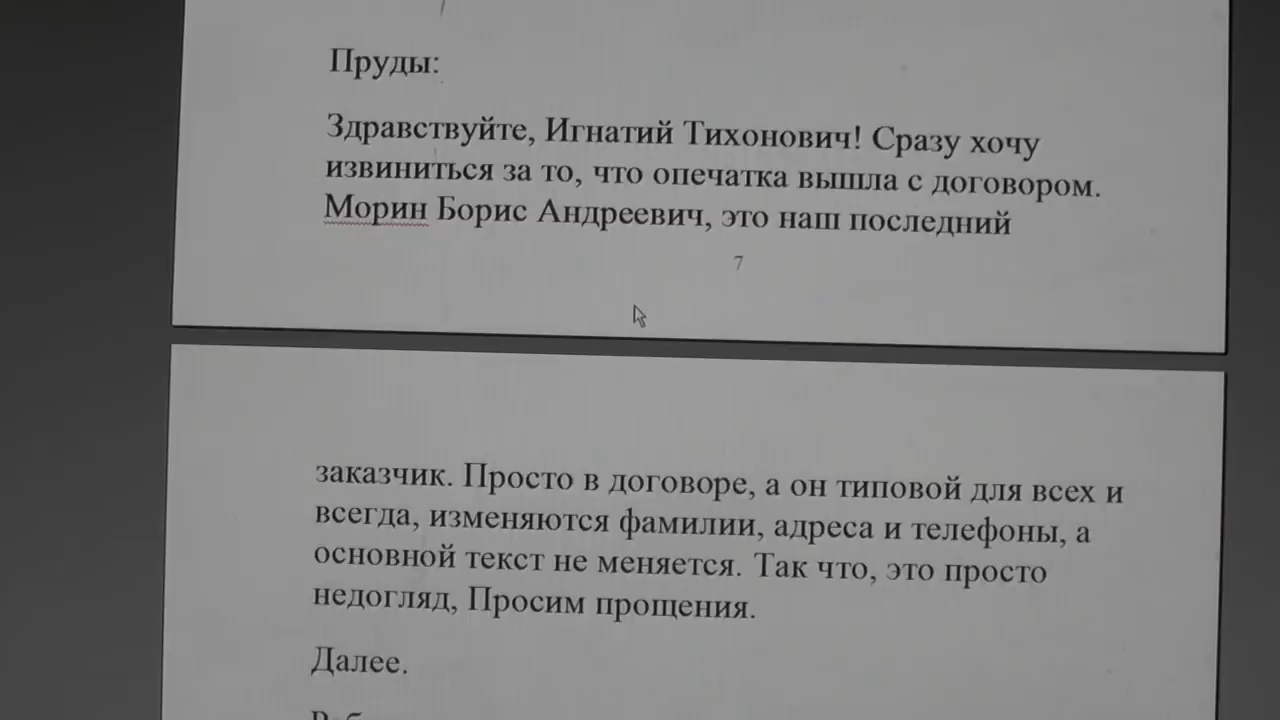 Пруды:
Здравствуйте, Игнатий Тихонович! Сразу хочу
извиниться за то, что опечатка вышла с договором.
Морин Борис Андреевич, это наш последний
7
заказчик. Просто в договоре, а он типовой для всех и
всегда, изменяются фамилии, адреса и телефоны, а
основной текст не меняется. Так что, это просто
недогляд, Просим прощения.
Далее.